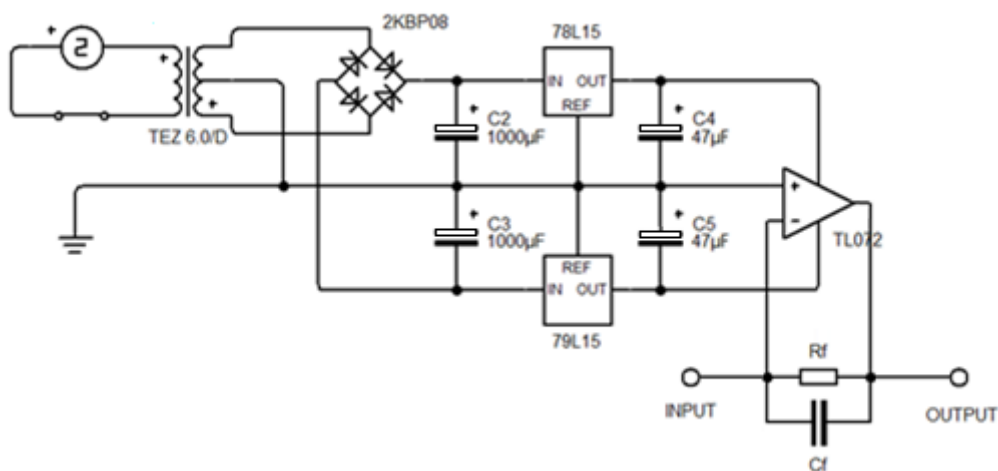 2KBP08
78L15
IN OUT
REF
+
+
+
TEZ 6.0/D
+
C2
1000µF
+
C4
47µF
+
C3
1000µF
+
C5
47µF
+
−
TL072
REF
IN OUT
79L15
Rf
INPUT
OUTPUT
Cf